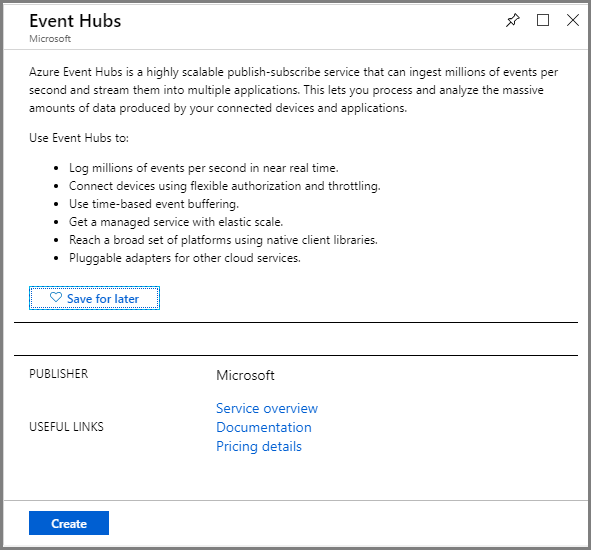 Event Hubs
Microsoft
Azure Event Hubs is a highly scalable publish-subscribe service that can ingest millions of events per
second and stream them into multiple applications. This lets you process and analyze the massive
amounts of data produced by your connected devices and applications.
Use Event Hubs to:
• Log millions of events per second in near real time.
• Connect devices using flexible authorization and throttling.
• Use time-based event buffering.
• Get a managed service with elastic scale.
• Reach a broad set of platforms using native client libraries.
• Pluggable adapters for other cloud services.
Save for later
PUBLISHER Microsoft
Service overview
USEFUL LINKS Documentation
Pricing details
Create